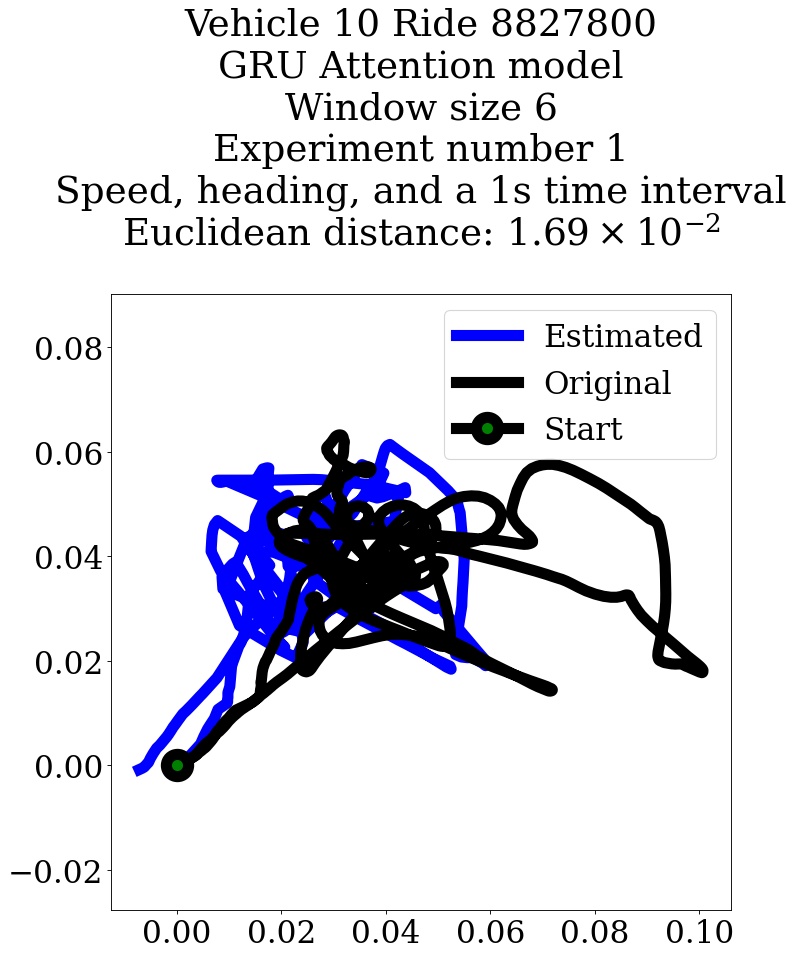 Vehicle 10 Ride 8827800
GRU Attention model
Window size 6
Experiment number 1
Speed, heading, and a 1s time interval
Euclidean distance: 1.69 × 10⁻²
Estimated
Original
Start
0.08
0.06
0.04
0.02
0.00
−0.02
0.00 0.02 0.04 0.06 0.08 0.10